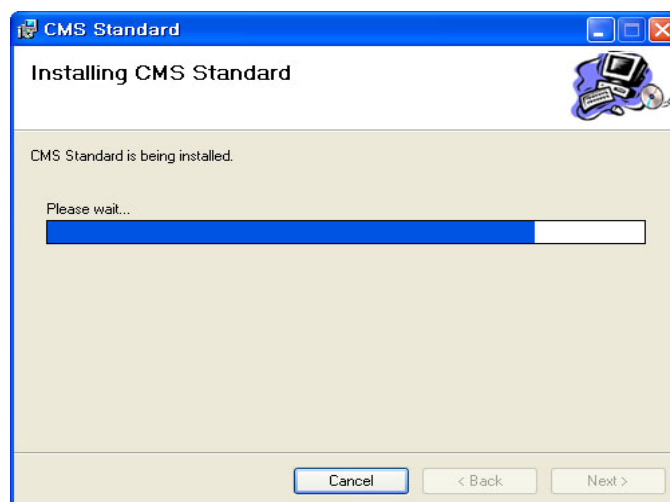 CMS Standard
Installing CMS Standard
CMS Standard is being installed.
Please wait...
Cancel
< Back
Next >